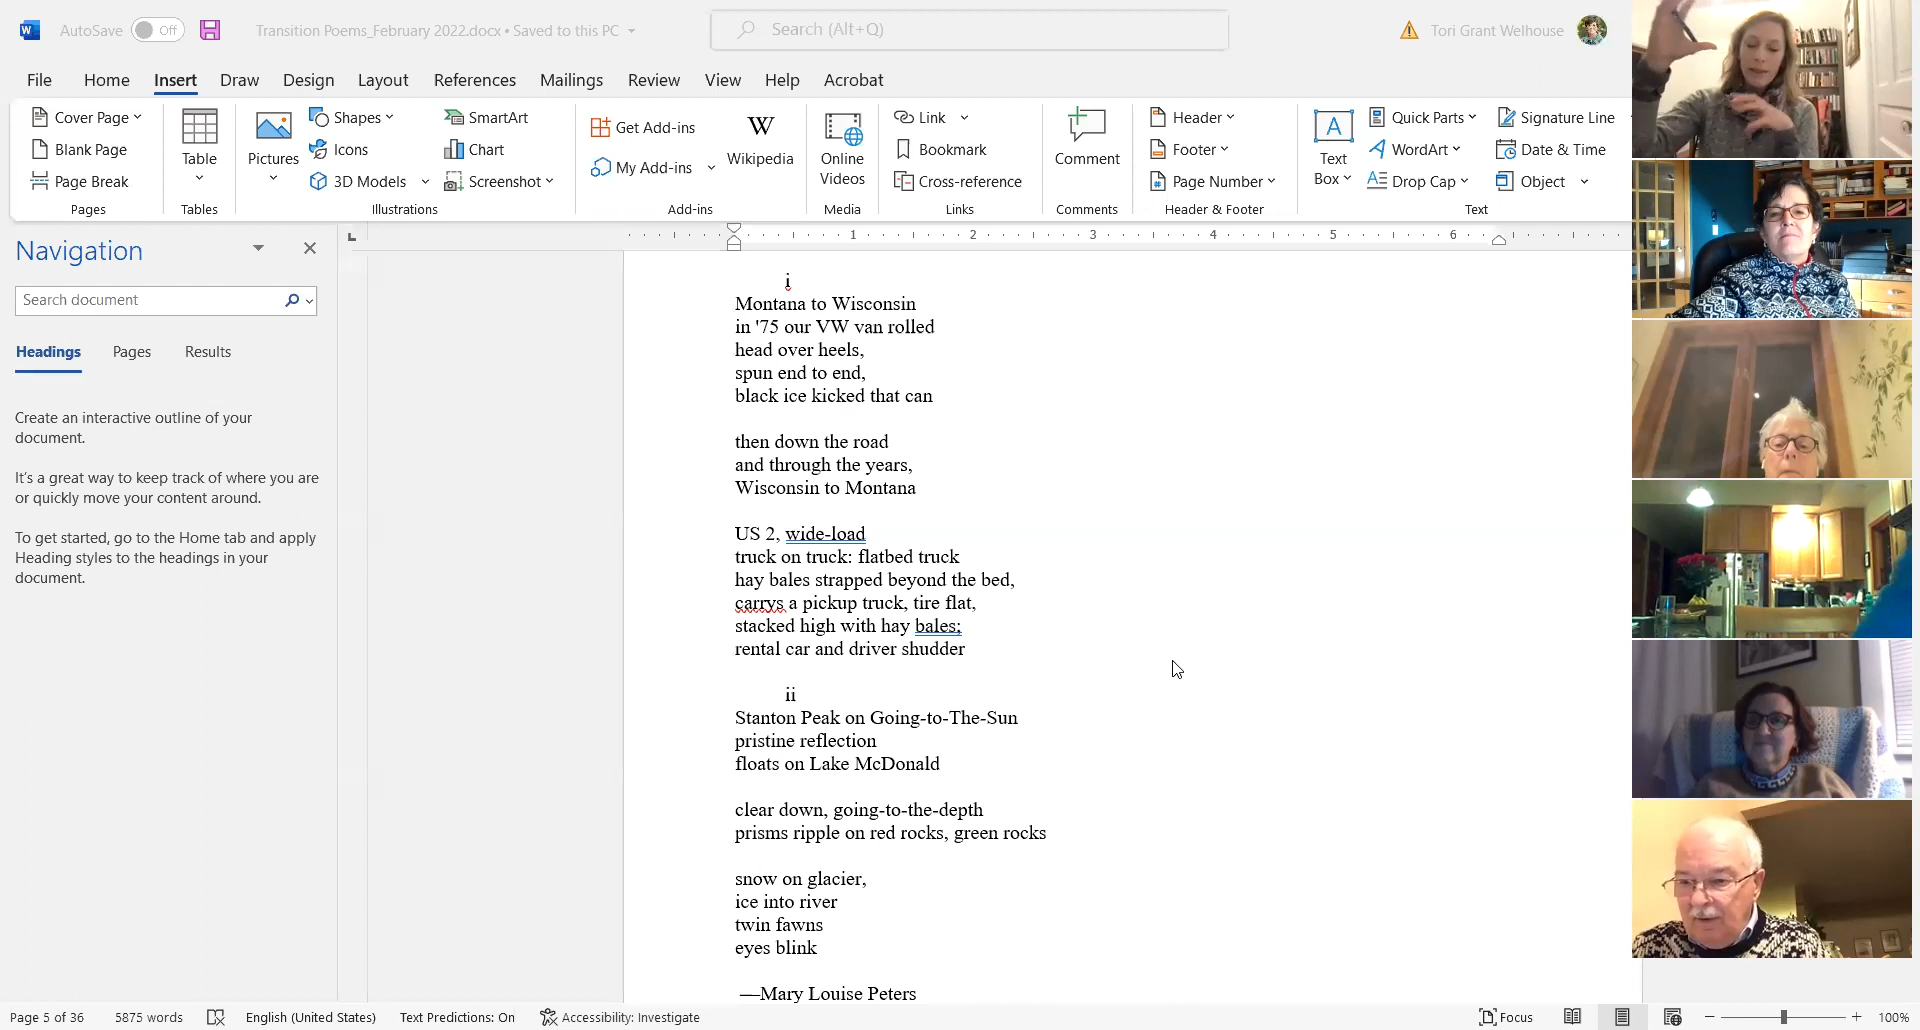 AutoSave Off Transition Poems_February 2022.docx • Saved to this PC Search (Alt+Q) Tori Grant Welhouse
File Home Insert Draw Design Layout References Mailings Review View Help Acrobat
Cover Page
Blank Page
Page Break
Pages
Table
Tables
Pictures
Shapes
Icons
3D Models
SmartArt
Chart
Screenshot
Illustrations
Get Add-ins
My Add-ins
W
Wikipedia
Add-ins
Online
Videos
Media
Link
Bookmark
Cross-reference
Links
Comment
Comments
Header
Footer
Page Number
Header & Footer
A
Text
Box
Quick Parts
WordArt
Drop Cap
Signature Line
Date & Time
Object
Text
1 2 3 4 5 6
Navigation
Search document
Headings Pages Results
Create an interactive outline of your
document.
It's a great way to keep track of where you are
or quickly move your content around.
To get started, go to the Home tab and apply
Heading styles to the headings in your
document.
i
Montana to Wisconsin
in '75 our VW van rolled
head over heels,
spun end to end,
black ice kicked that can
then down the road
and through the years,
Wisconsin to Montana
US 2, wide-load
truck on truck: flatbed truck
hay bales strapped beyond the bed,
carrys a pickup truck, tire flat,
stacked high with hay bales;
rental car and driver shudder
ii
Stanton Peak on Going-to-The-Sun
pristine reflection
floats on Lake McDonald
clear down, going-to-the-depth
prisms ripple on red rocks, green rocks
snow on glacier,
ice into river
twin fawns
eyes blink
—Mary Louise Peters
Page 5 of 36 5875 words English (United States) Text Predictions: On Accessibility: Investigate Focus 100%